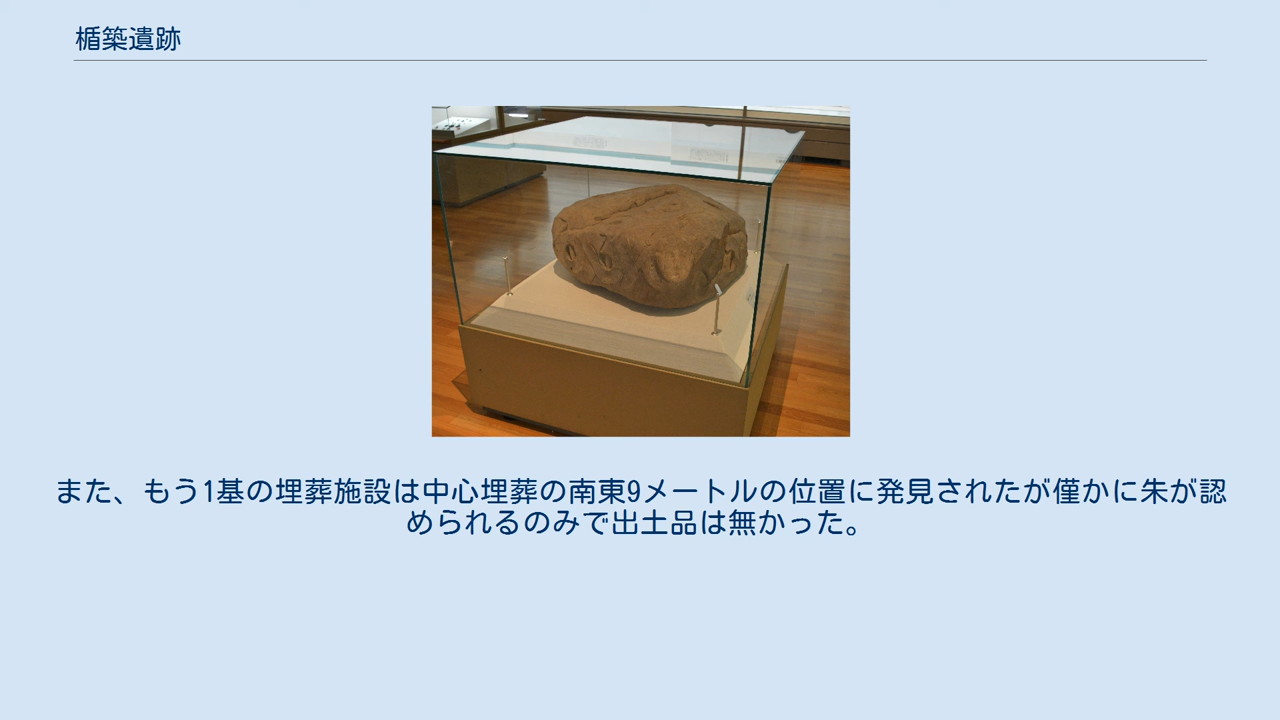 楯築遺跡
また、もう1基の埋葬施設は中心埋葬の南東9メートルの位置に発見されたが僅かに朱が認
められるのみで出土品は無かった。